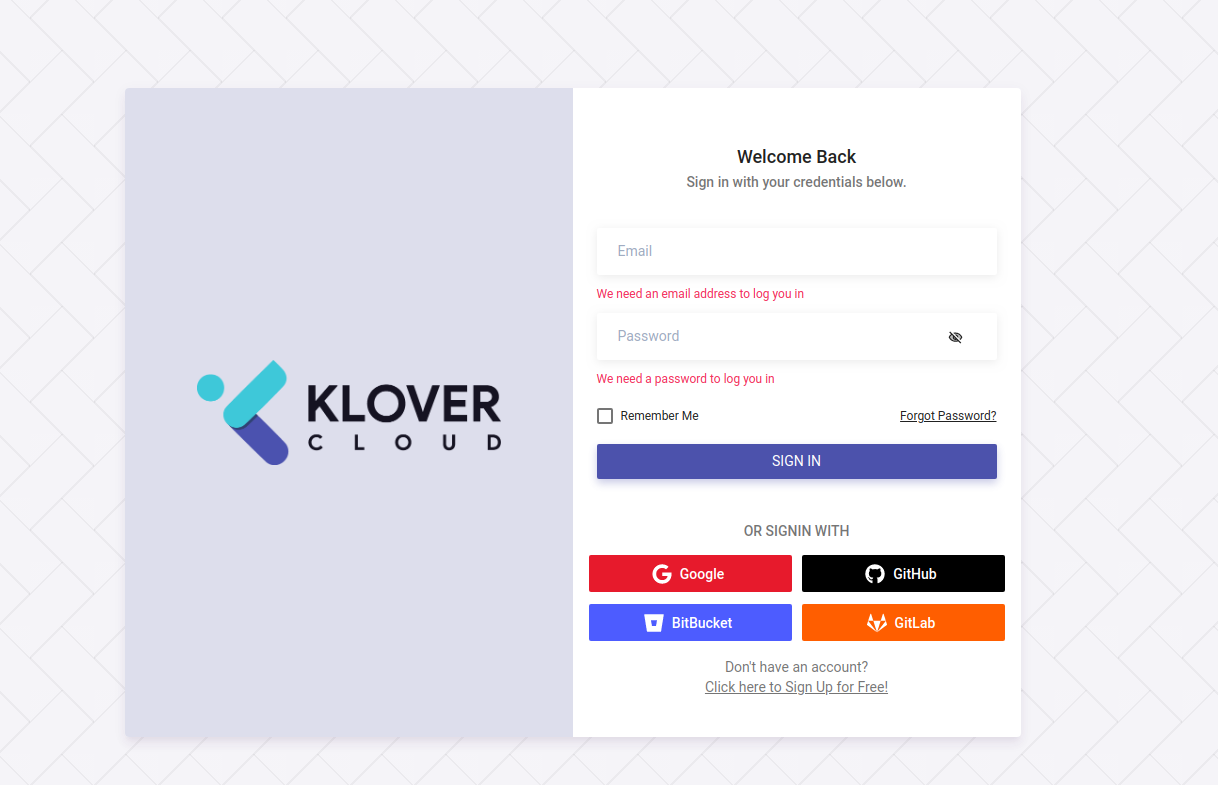 KLOVER
CLOUD
Welcome Back
Sign in with your credentials below.
Email
We need an email address to log you in
Password
We need a password to log you in
Remember Me
Forgot Password?
SIGN IN
OR SIGNIN WITH
Google
GitHub
BitBucket
GitLab
Don't have an account?
Click here to Sign Up for Free!